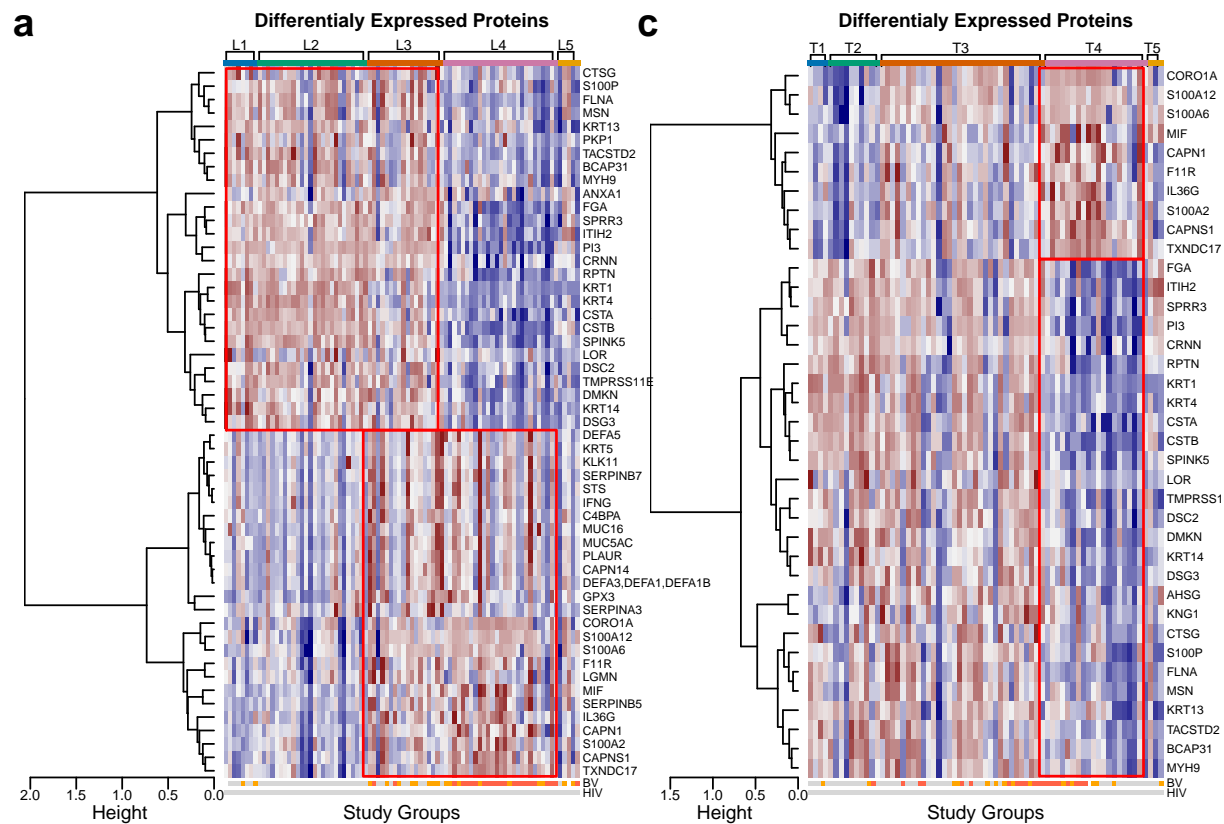 a
Differentialy Expressed Proteins
L1 L2 L3 L4 L5
CTSG
S100P
FLNA
MSN
KRT13
PKP1
TACSTD2
BCAP31
MYH9
ANXA1
FGA
SPRR3
ITIH2
PI3
CRNN
RPTN
KRT1
KRT4
CSTA
CSTB
SPINK5
LOR
DSC2
TMPRSS11E
DMKN
KRT14
DSG3
DEFA5
KRT5
KLK11
SERPINB7
STS
IFNG
C4BPA
MUC16
MUC5AC
PLAUR
CAPN14
DEFA3,DEFA1,DEFA1B
GPX3
SERPINA3
CORO1A
S100A12
S100A6
F11R
LGMN
MIF
SERPINB5
IL36G
CAPN1
S100A2
CAPNS1
TXNDC17
BV
HIV
2.0 1.5 1.0 0.5 0.0
Height
Study Groups
c
Differentialy Expressed Proteins
T1 T2 T3 T4 T5
CORO1A
S100A12
S100A6
MIF
CAPN1
F11R
IL36G
S100A2
CAPNS1
TXNDC17
FGA
ITIH2
SPRR3
PI3
CRNN
RPTN
KRT1
KRT4
CSTA
CSTB
SPINK5
LOR
TMPRSS1
DSC2
DMKN
KRT14
DSG3
AHSG
KNG1
CTSG
S100P
FLNA
MSN
KRT13
TACSTD2
BCAP31
MYH9
BV
HIV
1.5 1.0 0.5 0.0
Height
Study Groups